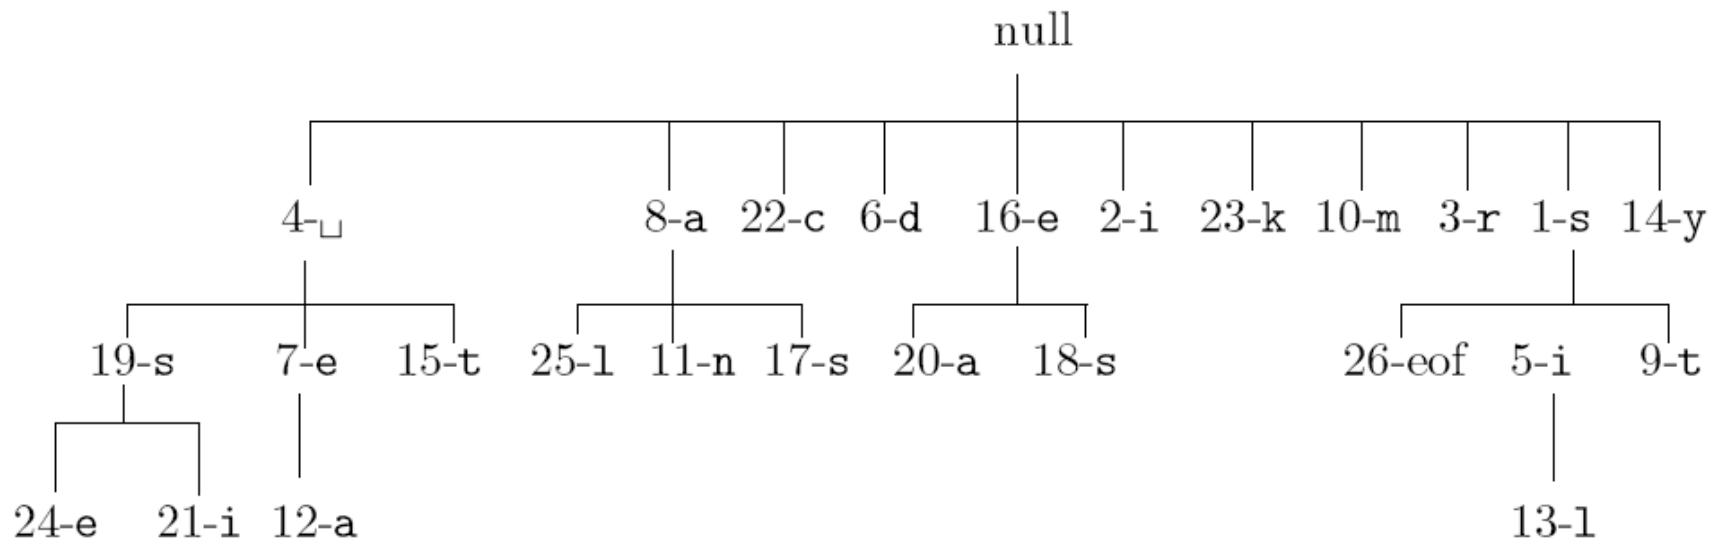 null
4-␣ 8-a 22-c 6-d 16-e 2-i 23-k 10-m 3-r 1-s 14-y
19-s 7-e 15-t 25-l 11-n 17-s 20-a 18-s 26-eof 5-i 9-t
24-e 21-i 12-a 13-l